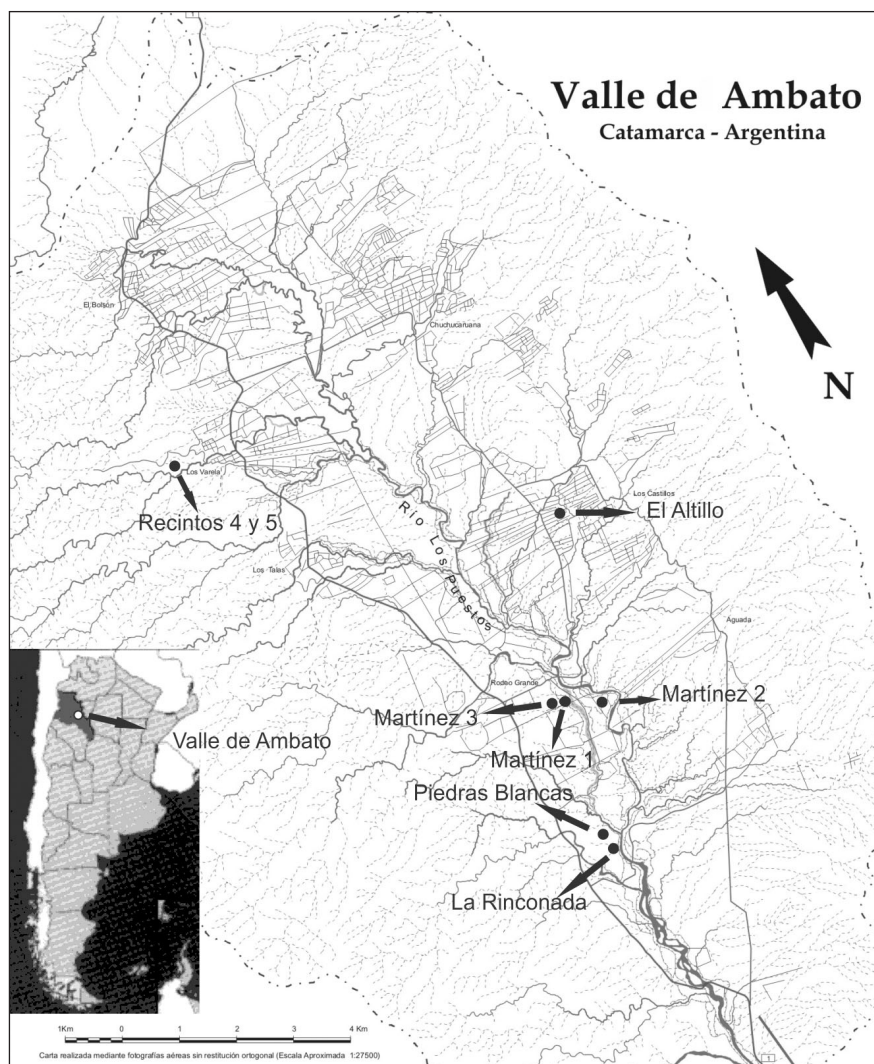 1
Valle de Ambato
Catamarca - Argentina
N
El Bolsón
Chuchucaruana
Los Varela
Recintos 4 y 5
Los Castillos
El Altillo
Río Los Puestos
Los Talas
Aguada
Rodeo Grande
Martínez 2
Martínez 3
Martínez 1
Valle de Ambato
Piedras Blancas
La Rinconada
1Km 0 1 2 3 4 Km
1
Carta realizada mediante fotografías aéreas sin restitución ortogonal (Escala Aproximada 1:27500)